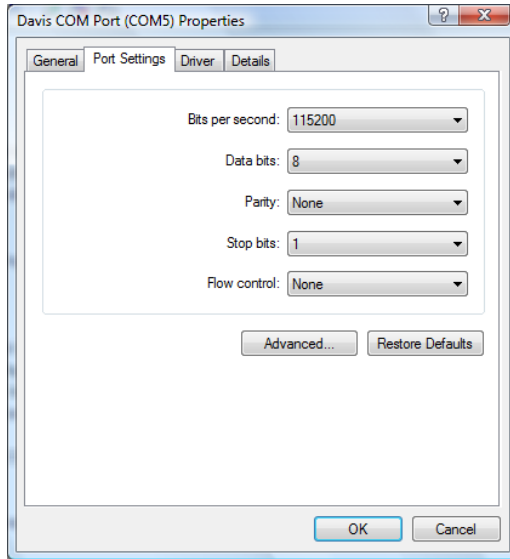 Davis COM Port (COM5) Properties
General Port Settings Driver Details
Bits per second: 115200
Data bits: 8
Parity: None
Stop bits: 1
Flow control: None
Advanced... Restore Defaults
OK Cancel